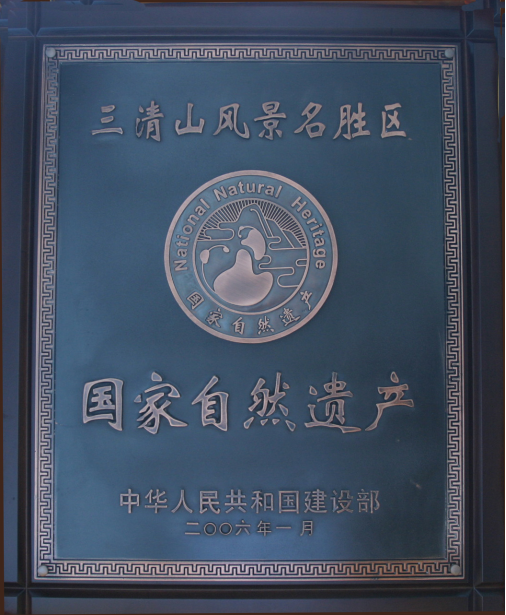 三清山风景名胜区
National Natural Heritage
国家自然遗产
国家自然遗产
中华人民共和国建设部
二〇〇六年一月